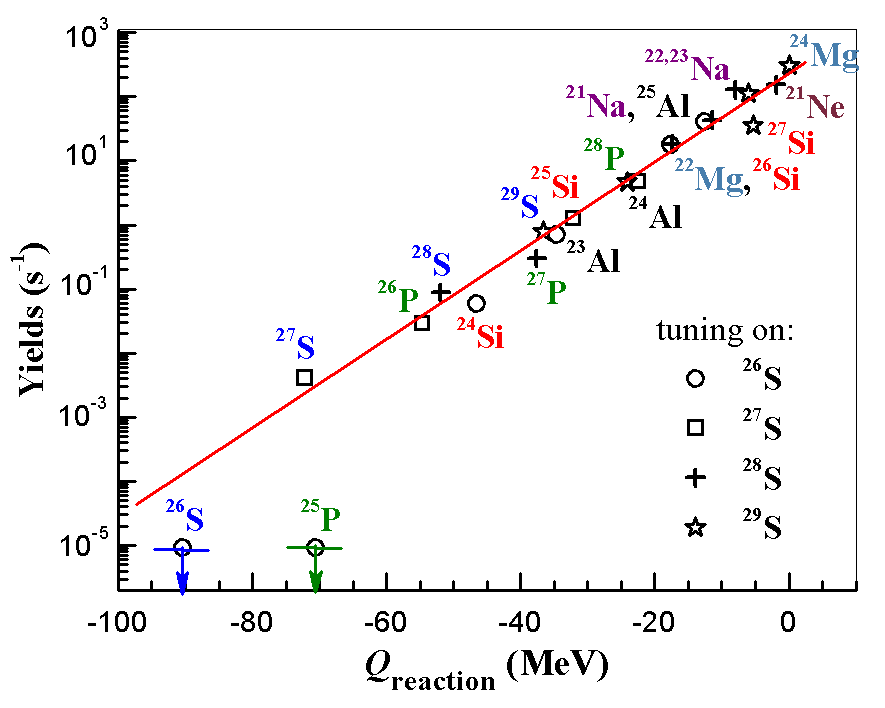 10³
10¹
10⁻¹
10⁻³
10⁻⁵
Yields (s⁻¹)
²⁴Mg
²²,²³Na
²¹Ne
²¹Na, ²⁵Al
²⁷Si
²⁸P
²²Mg, ²⁶Si
²⁵Si
²⁴Al
²⁹S
²³Al
²⁸S
²⁷P
²⁶P
²⁴Si
²⁷S
tuning on:
²⁶S
²⁷S
²⁸S
²⁹S
²⁶S
²⁵P
-100 -80 -60 -40 -20 0
Qreaction (MeV)